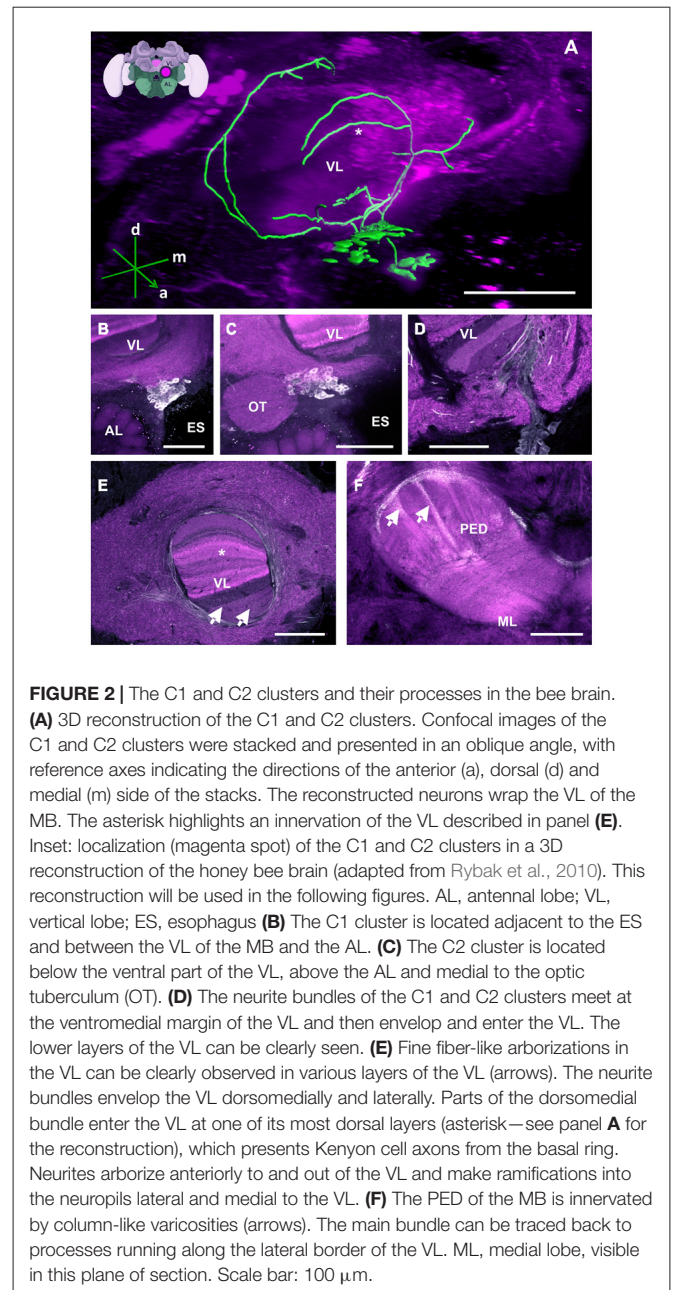 A
VL
AL
*
VL
d
m
a
B
VL
AL
ES
C
VL
OT
ES
D
VL
E
*
VL
F
PED
ML
FIGURE 2 | The C1 and C2 clusters and their processes in the bee brain.
(A) 3D reconstruction of the C1 and C2 clusters. Confocal images of the
C1 and C2 clusters were stacked and presented in an oblique angle, with
reference axes indicating the directions of the anterior (a), dorsal (d) and
medial (m) side of the stacks. The reconstructed neurons wrap the VL of the
MB. The asterisk highlights an innervation of the VL described in panel (E).
Inset: localization (magenta spot) of the C1 and C2 clusters in a 3D
reconstruction of the honey bee brain (adapted from Rybak et al., 2010). This
reconstruction will be used in the following figures. AL, antennal lobe; VL,
vertical lobe; ES, esophagus (B) The C1 cluster is located adjacent to the ES
and between the VL of the MB and the AL. (C) The C2 cluster is located
below the ventral part of the VL, above the AL and medial to the optic
tuberculum (OT). (D) The neurite bundles of the C1 and C2 clusters meet at
the ventromedial margin of the VL and then envelop and enter the VL. The
lower layers of the VL can be clearly seen. (E) Fine fiber-like arborizations in
the VL can be clearly observed in various layers of the VL (arrows). The neurite
bundles envelop the VL dorsomedially and laterally. Parts of the dorsomedial
bundle enter the VL at one of its most dorsal layers (asterisk—see panel A for
the reconstruction), which presents Kenyon cell axons from the basal ring.
Neurites arborize anteriorly to and out of the VL and make ramifications into
the neuropils lateral and medial to the VL. (F) The PED of the MB is innervated
by column-like varicosities (arrows). The main bundle can be traced back to
processes running along the lateral border of the VL. ML, medial lobe, visible
in this plane of section. Scale bar: 100 μm.